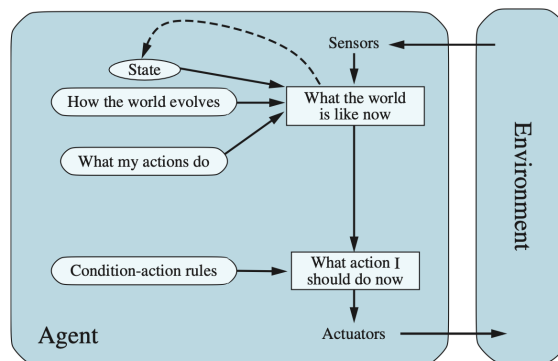 Sensors
State
How the world evolves
What the world
is like now
What my actions do
Condition-action rules
What action I
should do now
Agent
Actuators
Environment